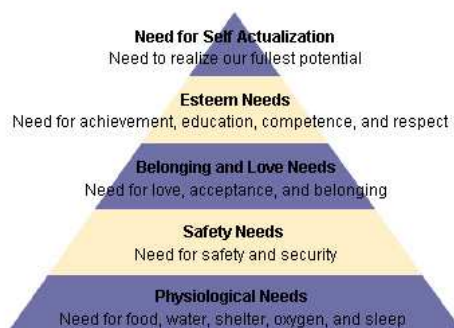 Need for Self Actualization
Need to realize our fullest potential
Esteem Needs
Need for achievement, education, competence, and respect
Belonging and Love Needs
Need for love, acceptance, and belonging
Safety Needs
Need for safety and security
Physiological Needs
Need for food, water, shelter, oxygen, and sleep